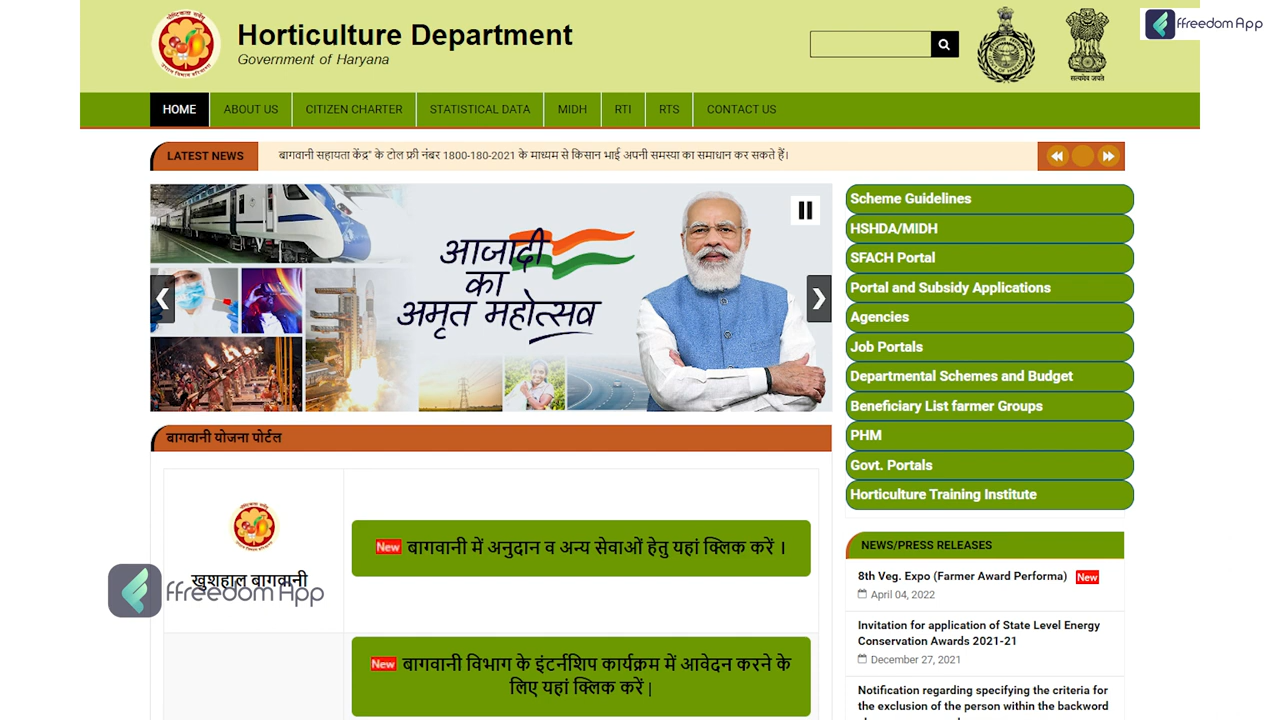 Horticulture Department
Government of Haryana
सत्यमेव जयते
ffreedom App
HOME
ABOUT US
CITIZEN CHARTER
STATISTICAL DATA
MIDH
RTI
RTS
CONTACT US
LATEST NEWS
बागवानी सहायता केंद्र" के टोल फ्री नंबर 1800-180-2021 के माध्यम से किसान भाई अपनी समस्या का समाधान कर सकते हैं।
आजादी
का
अमृत महोत्सव
Scheme Guidelines
HSHDA/MIDH
SFACH Portal
Portal and Subsidy Applications
Agencies
Job Portals
Departmental Schemes and Budget
Beneficiary List farmer Groups
PHM
Govt. Portals
Horticulture Training Institute
बागवानी योजना पोर्टल
खुशहाल बागवानी
New बागवानी में अनुदान व अन्य सेवाओं हेतु यहां क्लिक करें ।
ffreedom App
New बागवानी विभाग के इंटर्नशिप कार्यक्रम में आवेदन करने के
लिए यहां क्लिक करें |
NEWS/PRESS RELEASES
8th Veg. Expo (Farmer Award Performa) New
April 04, 2022
Invitation for application of State Level Energy
Conservation Awards 2021-21
December 27, 2021
Notification regarding specifying the criteria for
the exclusion of the person within the backword